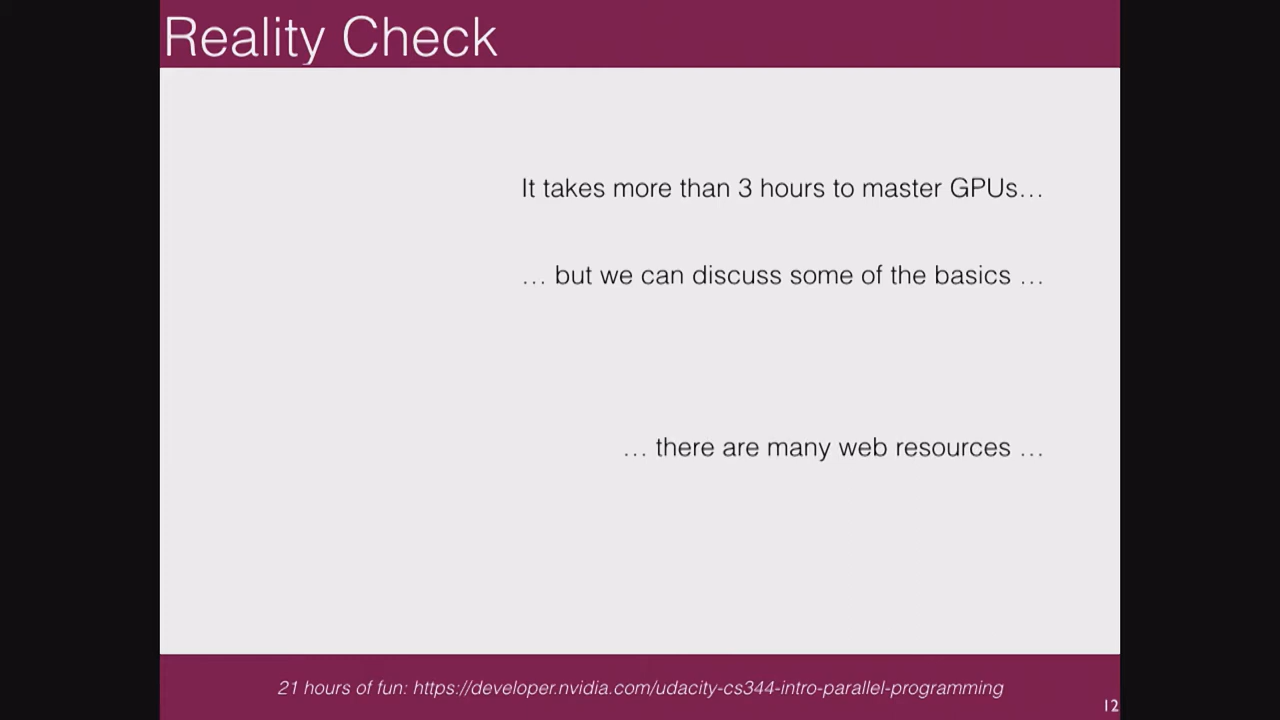 Reality Check
It takes more than 3 hours to master GPUs…
… but we can discuss some of the basics …
… there are many web resources …
21 hours of fun: https://developer.nvidia.com/udacity-cs344-intro-parallel-programming
12